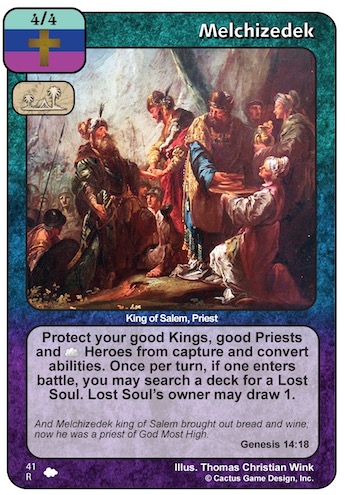 4/4
Melchizedek
King of Salem, Priest
Protect your good Kings, good Priests
and Heroes from capture and convert
abilities. Once per turn, if one enters
battle, you may search a deck for a Lost
Soul. Lost Soul's owner may draw 1.
And Melchizedek king of Salem brought out bread and wine,
now he was a priest of God Most High.
Genesis 14:18
41
R
Illus. Thomas Christian Wink
© Cactus Game Design, Inc.